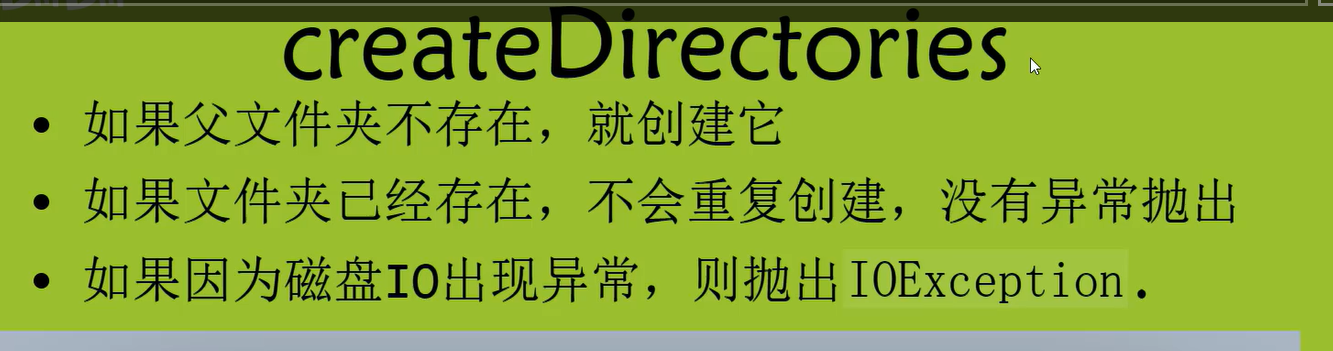 createDirectories
• 如果父文件夹不存在，就创建它
• 如果文件夹已经存在，不会重复创建，没有异常抛出
• 如果因为磁盘IO出现异常，则抛出IOException.